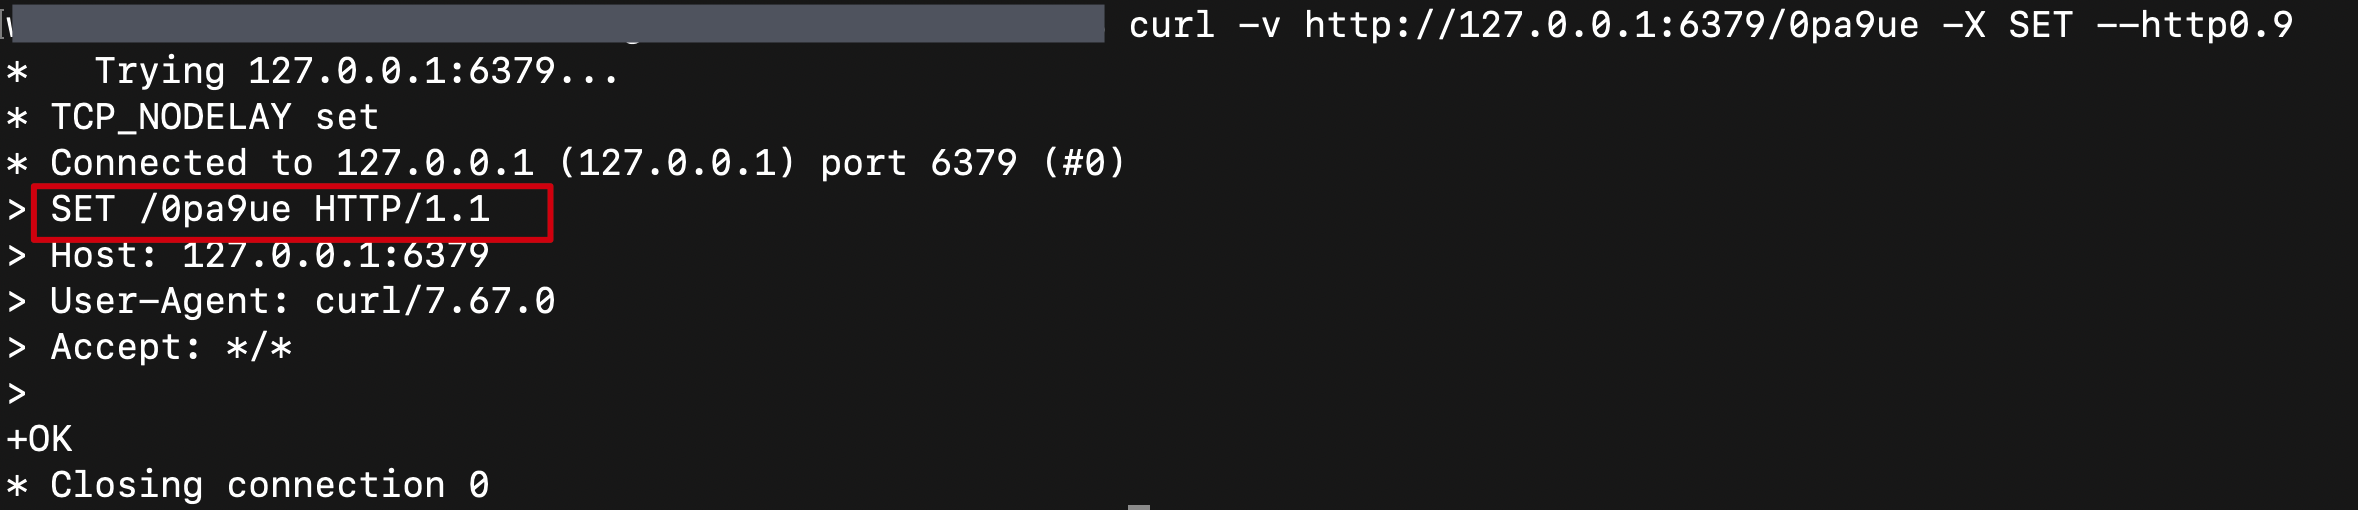 curl -v http://127.0.0.1:6379/0pa9ue -X SET --http0.9
*   Trying 127.0.0.1:6379...
* TCP_NODELAY set
* Connected to 127.0.0.1 (127.0.0.1) port 6379 (#0)
> SET /0pa9ue HTTP/1.1
> Host: 127.0.0.1:6379
> User-Agent: curl/7.67.0
> Accept: */*
>
+OK
* Closing connection 0